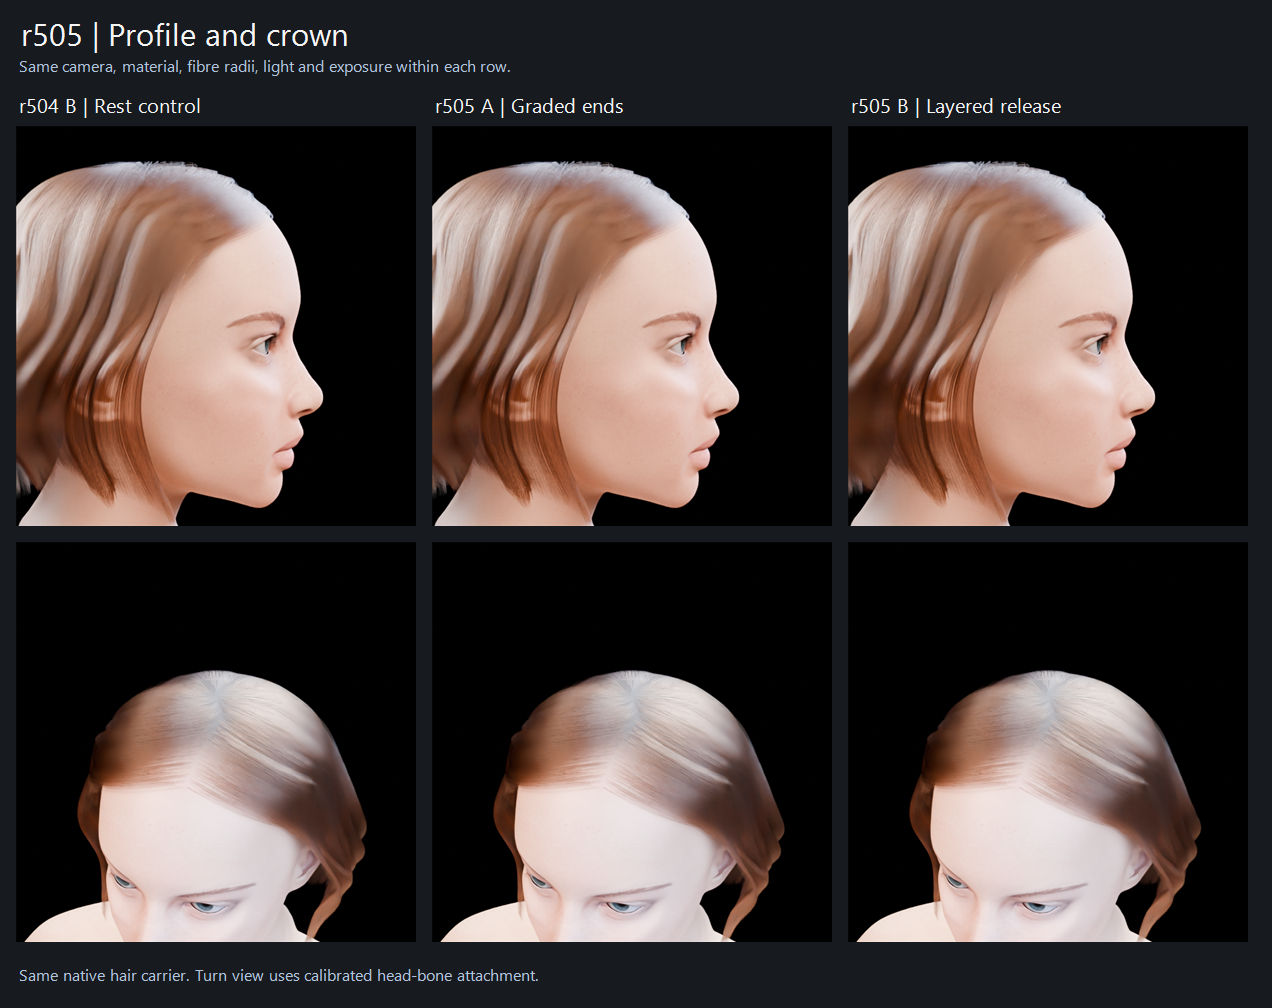 r505 | Profile and crown
Same camera, material, fibre radii, light and exposure within each row.
r504 B | Rest control
r505 A | Graded ends
r505 B | Layered release
Same native hair carrier. Turn view uses calibrated head-bone attachment.